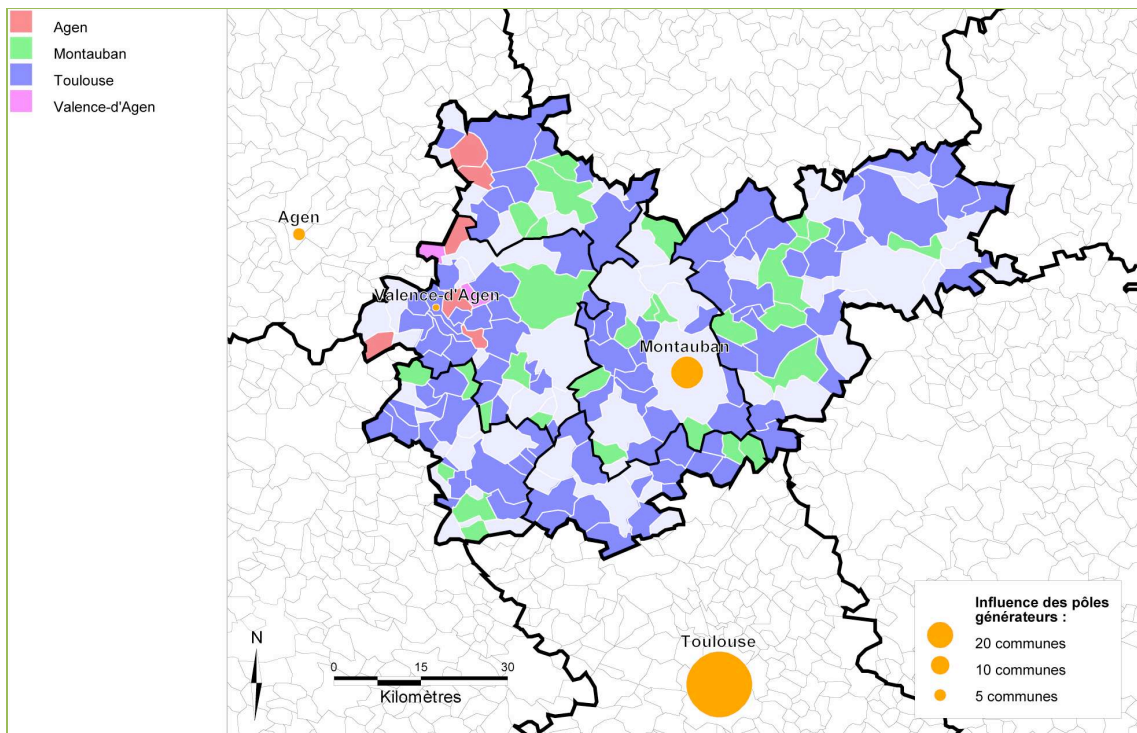 Agen
Montauban
Toulouse
Valence-d'Agen
Agen
Valence-d'Agen
Montauban
Toulouse
N
0 15 30
Kilomètres
Influence des pôles
générateurs :
20 communes
10 communes
5 communes